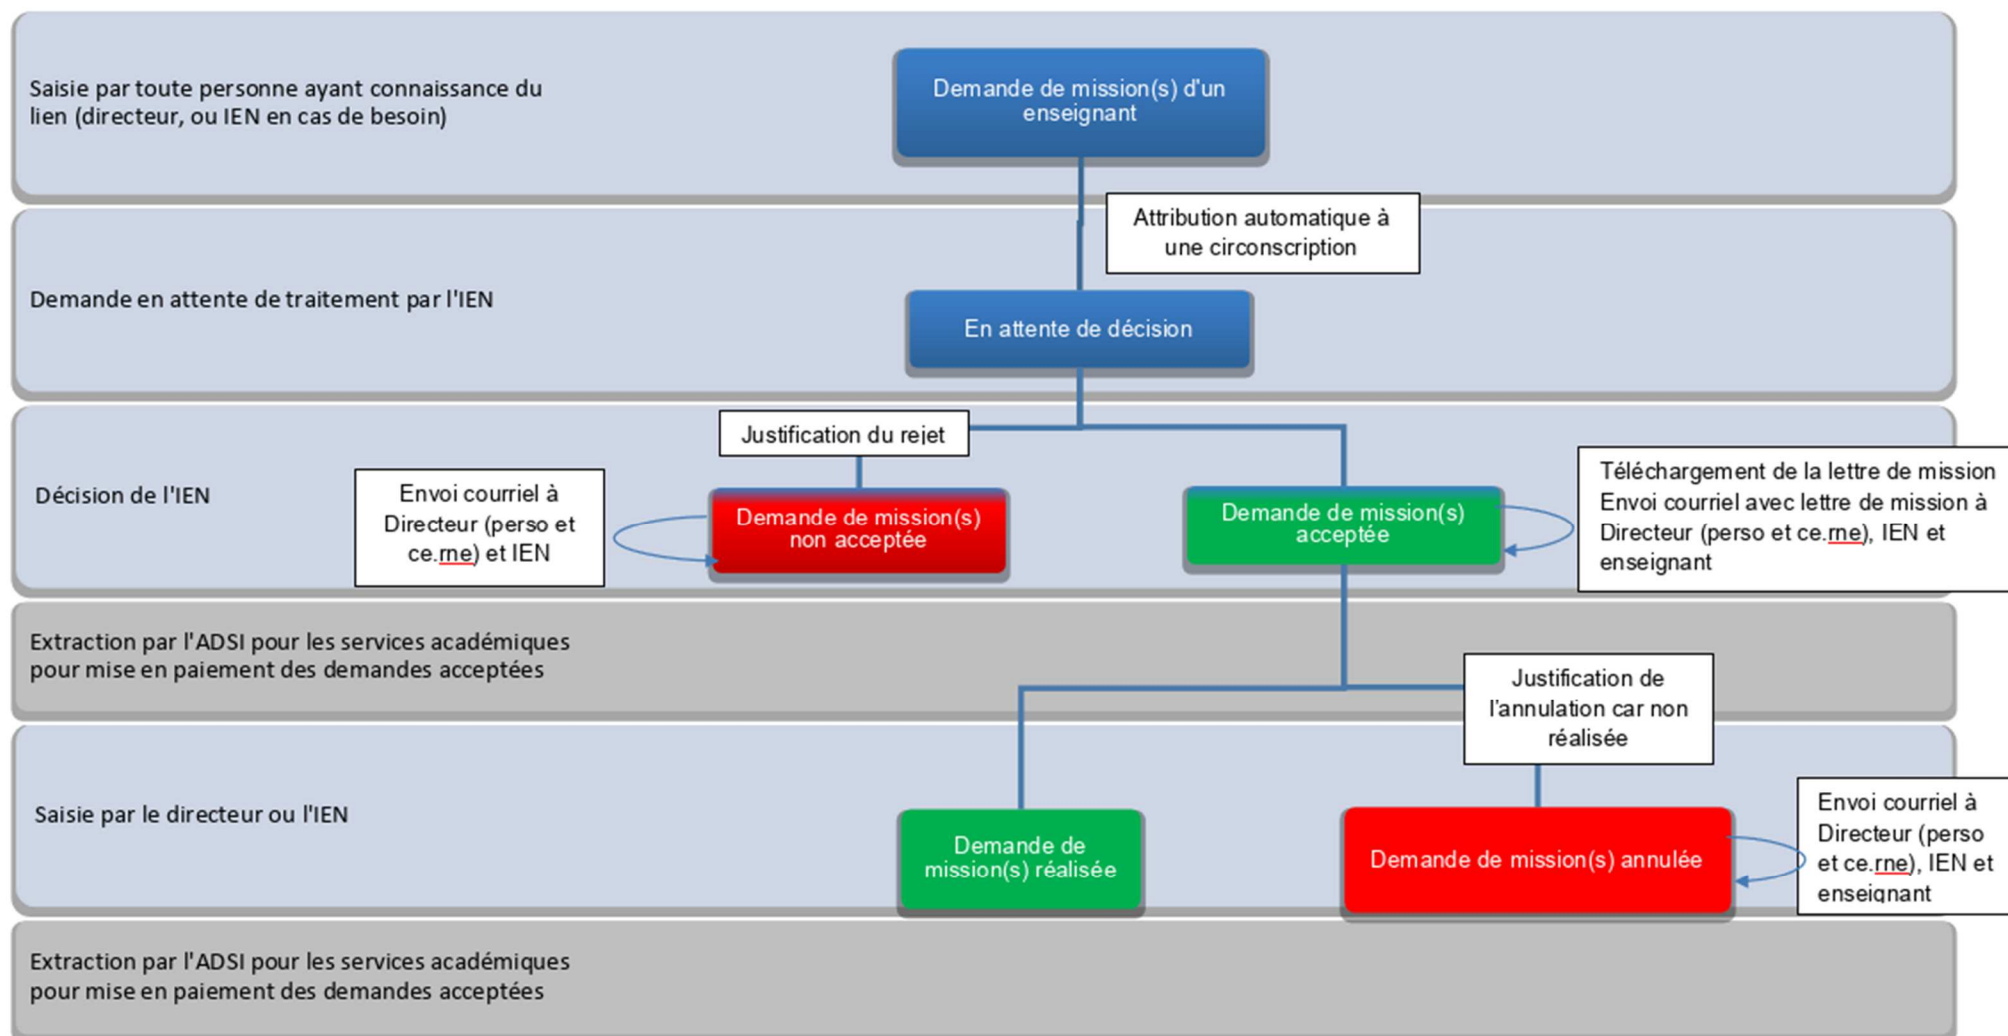 Saisie par toute personne ayant connaissance du
lien (directeur, ou IEN en cas de besoin)
Demande de mission(s) d'un
enseignant
Attribution automatique à
une circonscription
Demande en attente de traitement par l'IEN
En attente de décision
Justification du rejet
Décision de l'IEN
Envoi courriel à
Directeur (perso et
ce.rne) et IEN
Demande de mission(s)
non acceptée
Demande de mission(s)
acceptée
Téléchargement de la lettre de mission
Envoi courriel avec lettre de mission à
Directeur (perso et ce.rne), IEN et
enseignant
Extraction par l'ADSI pour les services académiques
pour mise en paiement des demandes acceptées
Justification de
l'annulation car non
réalisée
Saisie par le directeur ou l'IEN
Demande de
mission(s) réalisée
Demande de mission(s) annulée
Envoi courriel à
Directeur (perso
et ce.rne), IEN et
enseignant
Extraction par l'ADSI pour les services académiques
pour mise en paiement des demandes acceptées